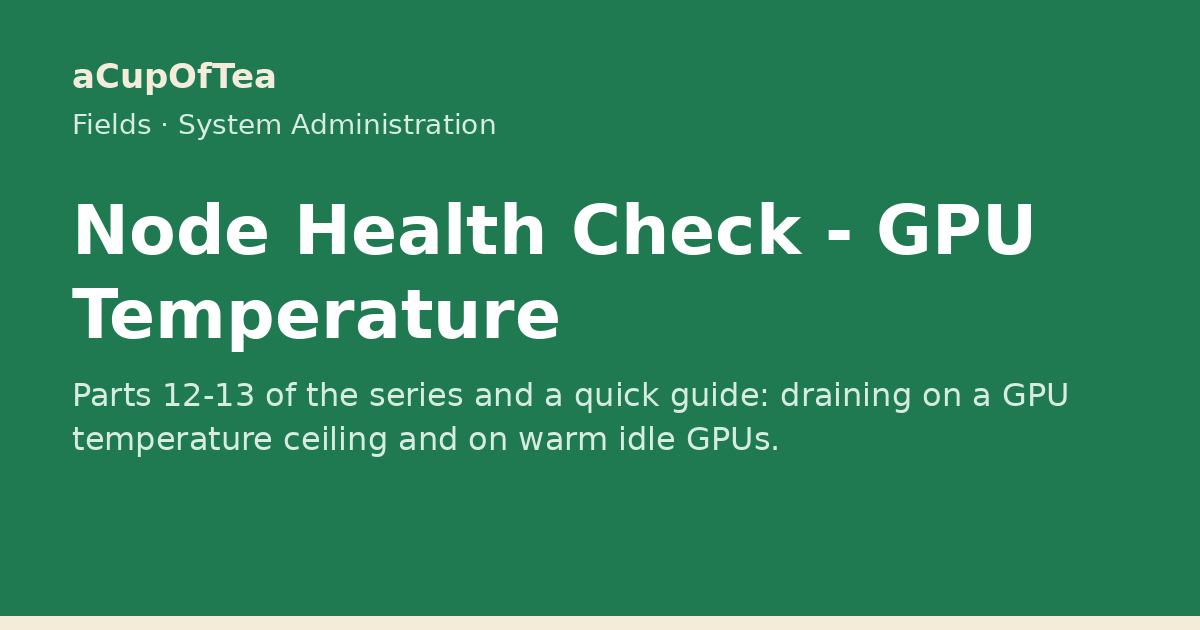 aCupOfTea
Fields · System Administration
Node Health Check - GPU
Temperature
Parts 12-13 of the series and a quick guide: draining on a GPU
temperature ceiling and on warm idle GPUs.